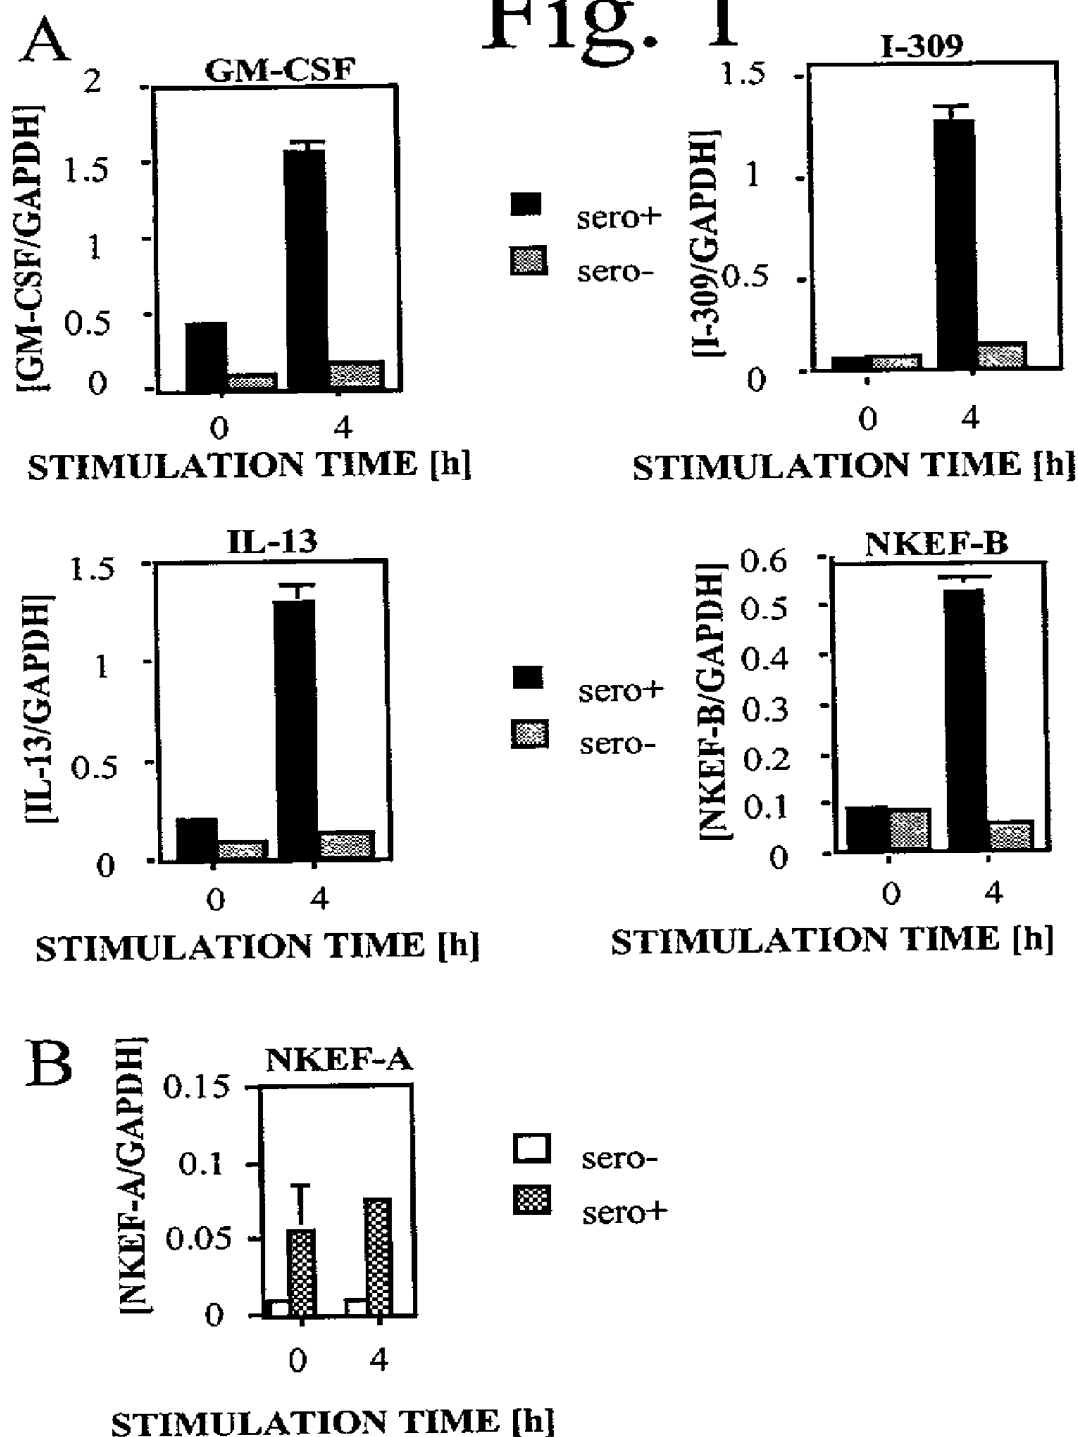 Fig. 1
A
GM-CSF
[GM-CSF/GAPDH]
2
1.5
1
0.5
0
0 4
STIMULATION TIME [h]
sero+
sero-
I-309
[I-309/GAPDH]
1.5
1
0.5
0
0 4
STIMULATION TIME [h]
IL-13
[IL-13/GAPDH]
1.5
1
0.5
0
0 4
STIMULATION TIME [h]
sero+
sero-
NKEF-B
[NKEF-B/GAPDH]
0.6
0.5
0.4
0.3
0.2
0.1
0
0 4
STIMULATION TIME [h]
B
NKEF-A
[NKEF-A/GAPDH]
0.15
0.1
0.05
0
0 4
STIMULATION TIME [h]
sero-
sero+